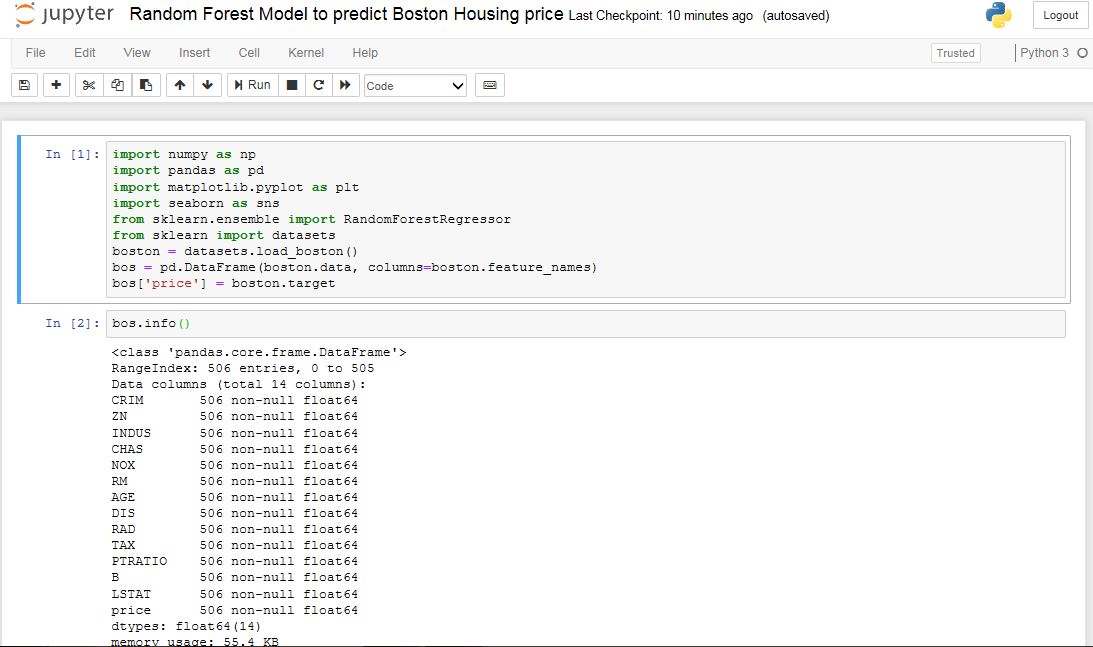 jupyter Random Forest Model to predict Boston Housing price Last Checkpoint: 10 minutes ago (autosaved) Logout
File Edit View Insert Cell Kernel Help Trusted Python 3
Run Code
In [1]: import numpy as np
import pandas as pd
import matplotlib.pyplot as plt
import seaborn as sns
from sklearn.ensemble import RandomForestRegressor
from sklearn import datasets
boston = datasets.load_boston()
bos = pd.DataFrame(boston.data, columns=boston.feature_names)
bos['price'] = boston.target
In [2]: bos.info()
<class 'pandas.core.frame.DataFrame'>
RangeIndex: 506 entries, 0 to 505
Data columns (total 14 columns):
CRIM 506 non-null float64
ZN 506 non-null float64
INDUS 506 non-null float64
CHAS 506 non-null float64
NOX 506 non-null float64
RM 506 non-null float64
AGE 506 non-null float64
DIS 506 non-null float64
RAD 506 non-null float64
TAX 506 non-null float64
PTRATIO 506 non-null float64
B 506 non-null float64
LSTAT 506 non-null float64
price 506 non-null float64
dtypes: float64(14)
memory usage: 55.4 KB